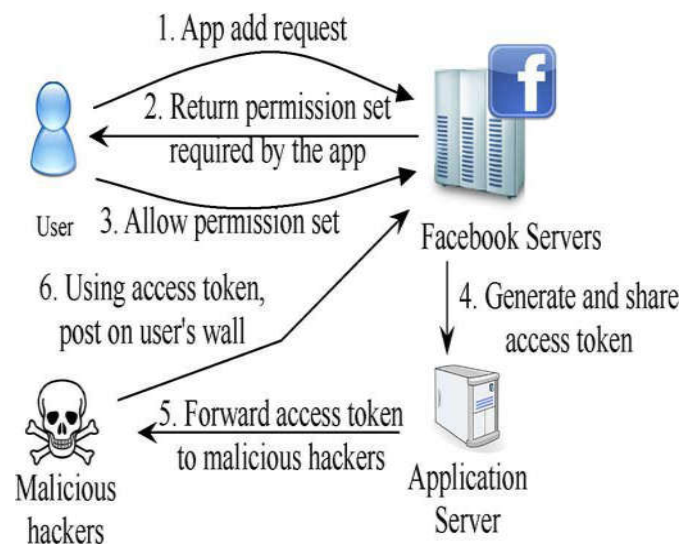 1. App add request
f
2. Return permission set
required by the app
User
3. Allow permission set
Facebook Servers
6. Using access token,
post on user's wall
4. Generate and share
access token
5. Forward access token
to malicious hackers
Malicious
hackers
Application
Server